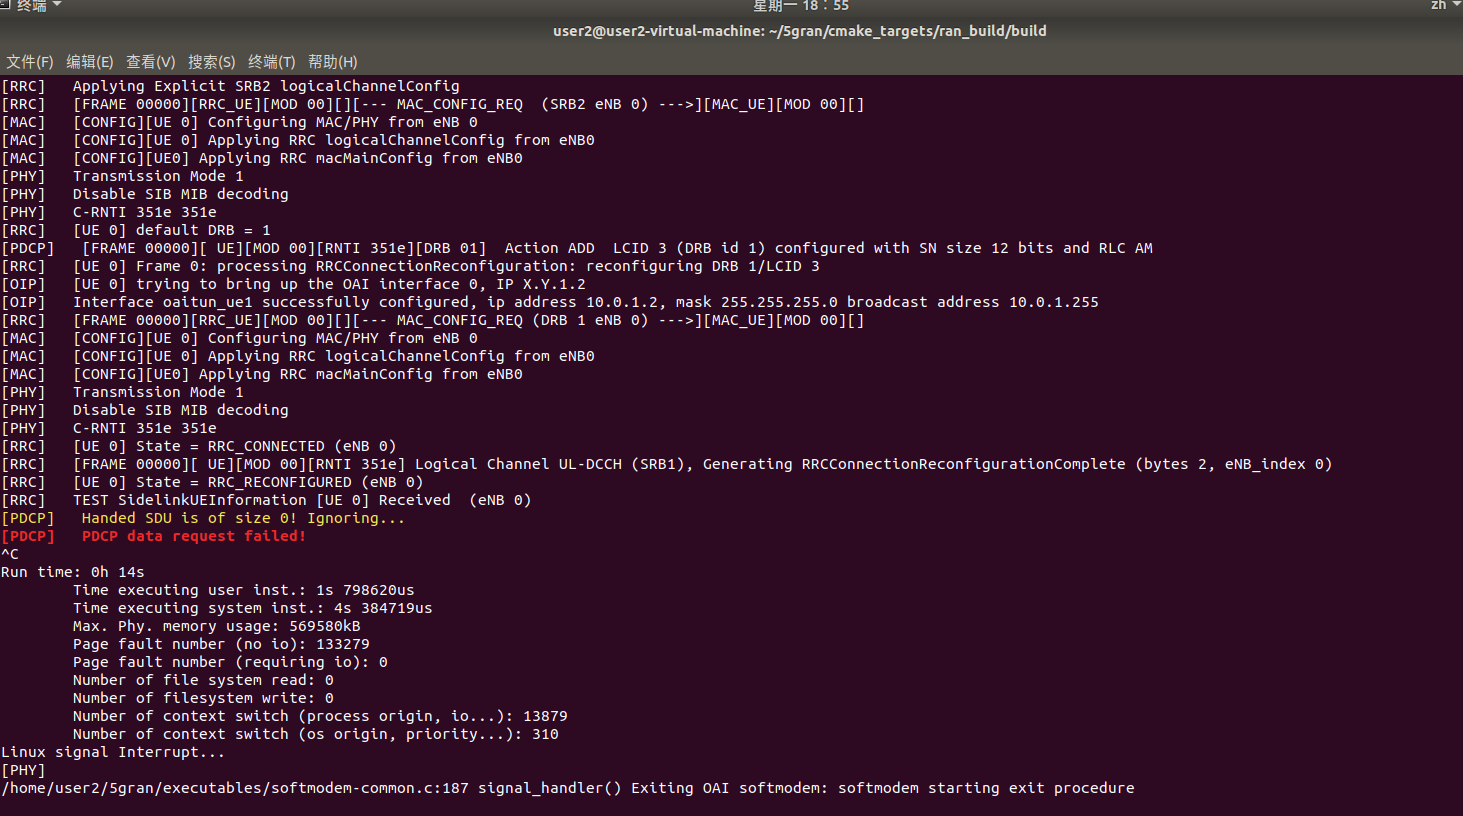 终端
星期一 18：55
zh
user2@user2-virtual-machine: ~/5gran/cmake_targets/ran_build/build
文件(F) 编辑(E) 查看(V) 搜索(S) 终端(T) 帮助(H)
[RRC]   Applying Explicit SRB2 logicalChannelConfig
[RRC]   [FRAME 00000][RRC_UE][MOD 00][][--- MAC_CONFIG_REQ  (SRB2 eNB 0) --->][MAC_UE][MOD 00][]
[MAC]   [CONFIG][UE 0] Configuring MAC/PHY from eNB 0
[MAC]   [CONFIG][UE 0] Applying RRC logicalChannelConfig from eNB0
[MAC]   [CONFIG][UE0] Applying RRC macMainConfig from eNB0
[PHY]   Transmission Mode 1
[PHY]   Disable SIB MIB decoding
[PHY]   C-RNTI 351e 351e
[RRC]   [UE 0] default DRB = 1
[PDCP]   [FRAME 00000][ UE][MOD 00][RNTI 351e][DRB 01]  Action ADD  LCID 3 (DRB id 1) configured with SN size 12 bits and RLC AM
[RRC]   [UE 0] Frame 0: processing RRCConnectionReconfiguration: reconfiguring DRB 1/LCID 3
[OIP]   [UE 0] trying to bring up the OAI interface 0, IP X.Y.1.2
[OIP]   Interface oaitun_ue1 successfully configured, ip address 10.0.1.2, mask 255.255.255.0 broadcast address 10.0.1.255
[RRC]   [FRAME 00000][RRC_UE][MOD 00][][--- MAC_CONFIG_REQ (DRB 1 eNB 0) --->][MAC_UE][MOD 00][]
[MAC]   [CONFIG][UE 0] Configuring MAC/PHY from eNB 0
[MAC]   [CONFIG][UE 0] Applying RRC logicalChannelConfig from eNB0
[MAC]   [CONFIG][UE0] Applying RRC macMainConfig from eNB0
[PHY]   Transmission Mode 1
[PHY]   Disable SIB MIB decoding
[PHY]   C-RNTI 351e 351e
[RRC]   [UE 0] State = RRC_CONNECTED (eNB 0)
[RRC]   [FRAME 00000][ UE][MOD 00][RNTI 351e] Logical Channel UL-DCCH (SRB1), Generating RRCConnectionReconfigurationComplete (bytes 2, eNB_index 0)
[RRC]   [UE 0] State = RRC_RECONFIGURED (eNB 0)
[RRC]   TEST SidelinkUEInformation [UE 0] Received  (eNB 0)
[PDCP]   Handed SDU is of size 0! Ignoring...
[PDCP]   PDCP data request failed!
^C
Run time: 0h 14s
Time executing user inst.: 1s 798620us
Time executing system inst.: 4s 384719us
Max. Phy. memory usage: 569580kB
Page fault number (no io): 133279
Page fault number (requiring io): 0
Number of file system read: 0
Number of filesystem write: 0
Number of context switch (process origin, io...): 13879
Number of context switch (os origin, priority...): 310
Linux signal Interrupt...
[PHY]
/home/user2/5gran/executables/softmodem-common.c:187 signal_handler() Exiting OAI softmodem: softmodem starting exit procedure